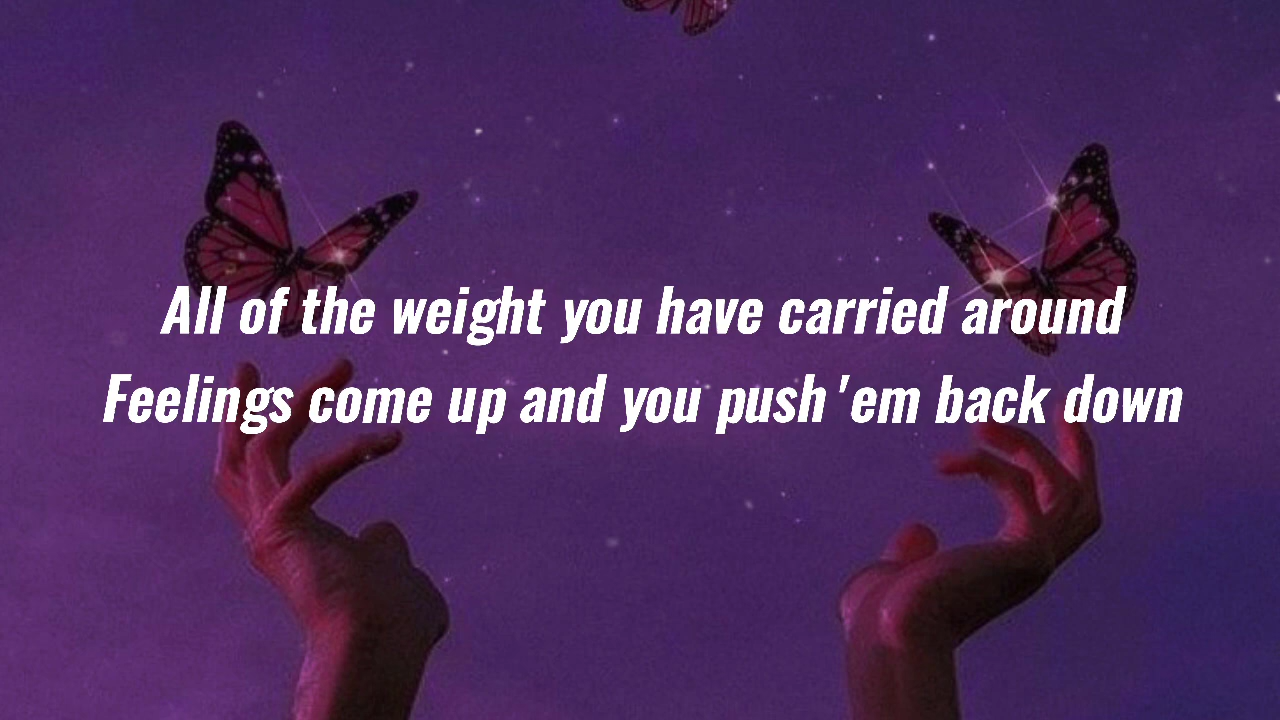 All of the weight you have carried around
Feelings come up and you push 'em back down